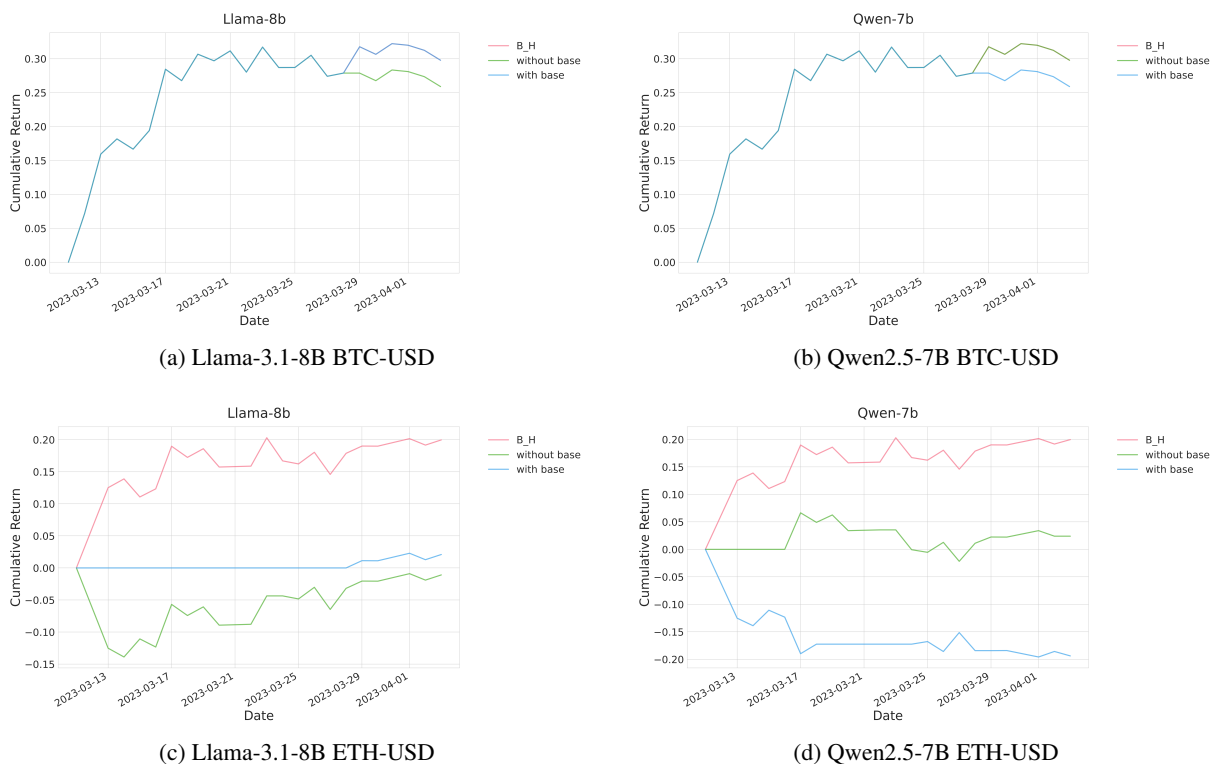 Llama-8b
Cumulative Return
0.30
0.25
0.20
0.15
0.10
0.05
0.00
2023-03-13
2023-03-17
2023-03-21
2023-03-25
2023-03-29
2023-04-01
Date
B_H
without base
with base
(a) Llama-3.1-8B BTC-USD
Qwen-7b
Cumulative Return
0.30
0.25
0.20
0.15
0.10
0.05
0.00
2023-03-13
2023-03-17
2023-03-21
2023-03-25
2023-03-29
2023-04-01
Date
B_H
without base
with base
(b) Qwen2.5-7B BTC-USD
Llama-8b
Cumulative Return
0.20
0.15
0.10
0.05
0.00
−0.05
−0.10
−0.15
2023-03-13
2023-03-17
2023-03-21
2023-03-25
2023-03-29
2023-04-01
Date
B_H
without base
with base
(c) Llama-3.1-8B ETH-USD
Qwen-7b
Cumulative Return
0.20
0.15
0.10
0.05
0.00
−0.05
−0.10
−0.15
−0.20
2023-03-13
2023-03-17
2023-03-21
2023-03-25
2023-03-29
2023-04-01
Date
B_H
without base
with base
(d) Qwen2.5-7B ETH-USD